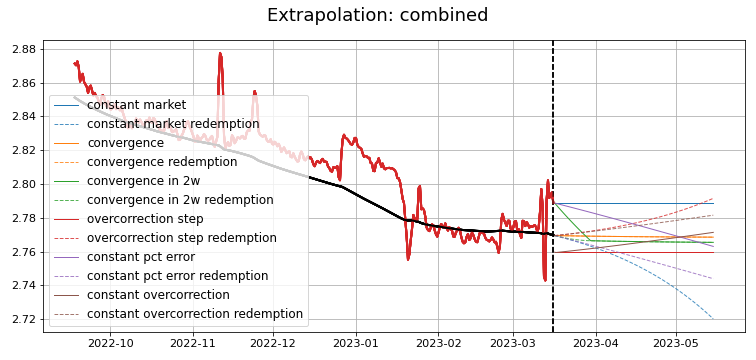 Extrapolation: combined
2.88
2.86
2.84
2.82
2.80
2.78
2.76
2.74
2.72
constant market
constant market redemption
convergence
convergence redemption
convergence in 2w
convergence in 2w redemption
overcorrection step
overcorrection step redemption
constant pct error
constant pct error redemption
constant overcorrection
constant overcorrection redemption
2022-10
2022-11
2022-12
2023-01
2023-02
2023-03
2023-04
2023-05